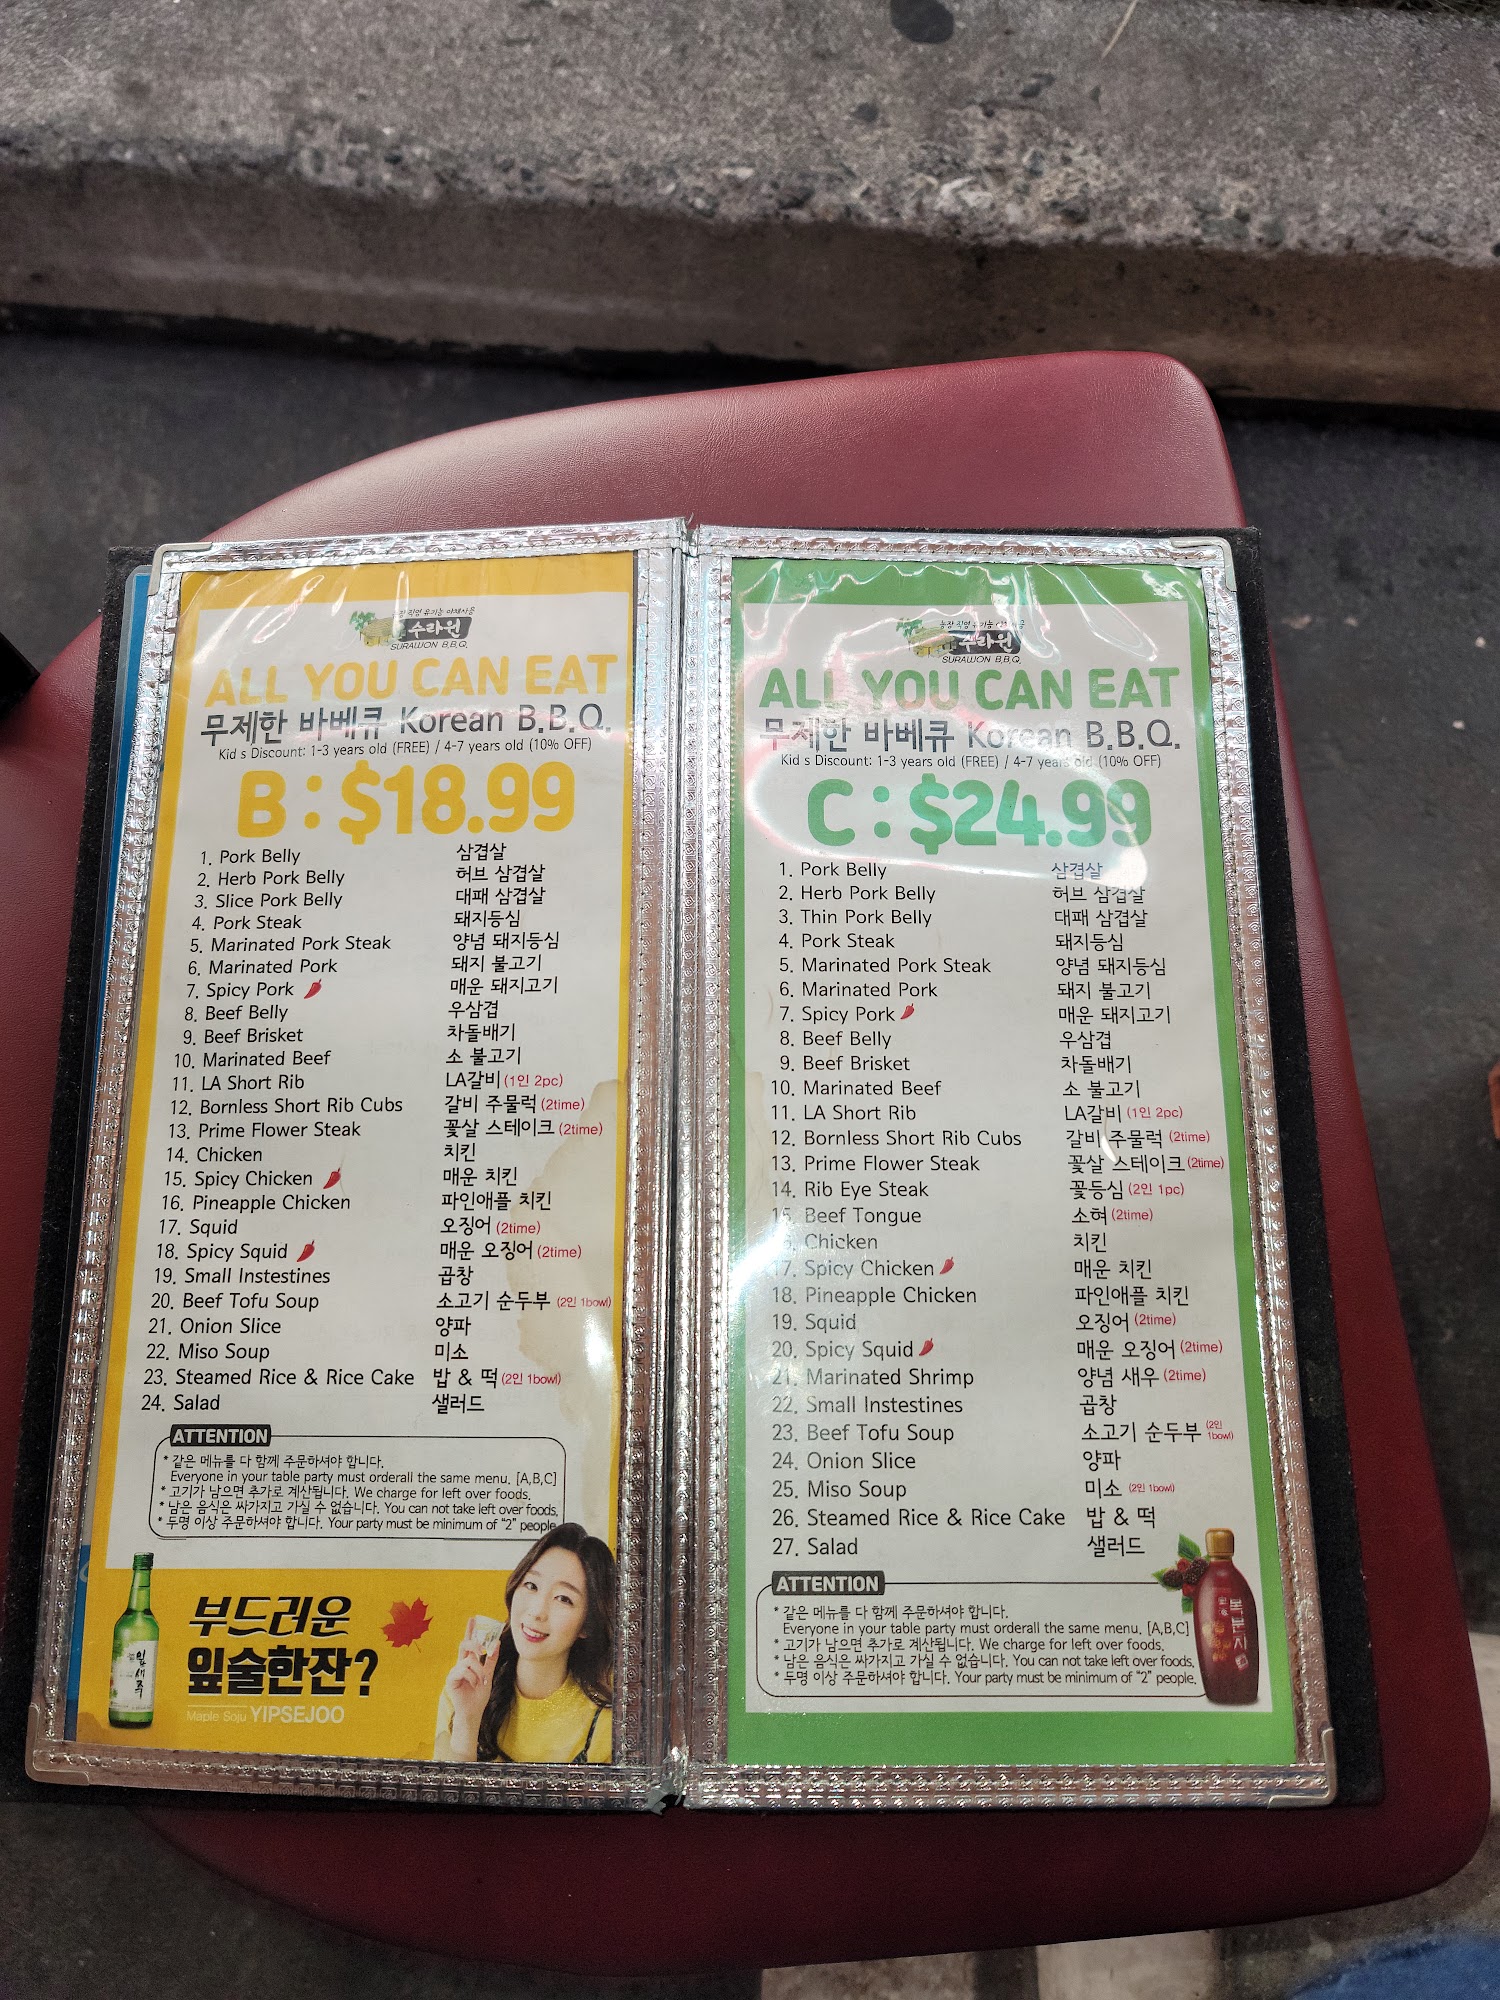 수라원
SURAWON B.B.Q.
ALL YOU CAN EAT
무제한 바베큐 Korean B.B.Q.
Kid s Discount: 1-3 years old (FREE) / 4-7 years old (10% OFF)
B : $18.99
1. Pork Belly 삼겹살
2. Herb Pork Belly 허브 삼겹살
3. Slice Pork Belly 대패 삼겹살
4. Pork Steak 돼지등심
5. Marinated Pork Steak 양념 돼지등심
6. Marinated Pork 돼지 불고기
7. Spicy Pork 매운 돼지고기
8. Beef Belly 우삼겹
9. Beef Brisket 차돌배기
10. Marinated Beef 소 불고기
11. LA Short Rib LA갈비 (1인 2pc)
12. Bornless Short Rib Cubs 갈비 주물럭 (2time)
13. Prime Flower Steak 꽃살 스테이크 (2time)
14. Chicken 치킨
15. Spicy Chicken 매운 치킨
16. Pineapple Chicken 파인애플 치킨
17. Squid 오징어 (2time)
18. Spicy Squid 매운 오징어 (2time)
19. Small Instestines 곱창
20. Beef Tofu Soup 소고기 순두부 (2인 1bowl)
21. Onion Slice 양파
22. Miso Soup 미소
23. Steamed Rice & Rice Cake 밥 & 떡 (2인 1bowl)
24. Salad 샐러드
ATTENTION
* 같은 메뉴를 다 함께 주문하셔야 합니다.
Everyone in your table party must orderall the same menu. [A,B,C]
* 고기가 남으면 추가로 계산됩니다. We charge for left over foods.
* 남은 음식은 싸가지고 가실 수 없습니다. You can not take left over foods.
* 두명 이상 주문하셔야 합니다. Your party must be minimum of "2" people
잎새주
부드러운
잎술한잔?
Maple Soju YIPSEJOO
수라원
SURAWON B.B.Q.
ALL YOU CAN EAT
무제한 바베큐 Korean B.B.Q.
Kid s Discount: 1-3 years old (FREE) / 4-7 years old (10% OFF)
C : $24.99
1. Pork Belly 삼겹살
2. Herb Pork Belly 허브 삼겹살
3. Thin Pork Belly 대패 삼겹살
4. Pork Steak 돼지등심
5. Marinated Pork Steak 양념 돼지등심
6. Marinated Pork 돼지 불고기
7. Spicy Pork 매운 돼지고기
8. Beef Belly 우삼겹
9. Beef Brisket 차돌배기
10. Marinated Beef 소 불고기
11. LA Short Rib LA갈비 (1인 2pc)
12. Bornless Short Rib Cubs 갈비 주물럭 (2time)
13. Prime Flower Steak 꽃살 스테이크 (2time)
14. Rib Eye Steak 꽃등심 (2인 1pc)
15. Beef Tongue 소혀 (2time)
Chicken 치킨
17. Spicy Chicken 매운 치킨
18. Pineapple Chicken 파인애플 치킨
19. Squid 오징어 (2time)
20. Spicy Squid 매운 오징어 (2time)
21. Marinated Shrimp 양념 새우 (2time)
22. Small Instestines 곱창
23. Beef Tofu Soup 소고기 순두부 (2인 1bowl)
24. Onion Slice 양파
25. Miso Soup 미소 (2인 1bowl)
26. Steamed Rice & Rice Cake 밥 & 떡
27. Salad 샐러드
ATTENTION
* 같은 메뉴를 다 함께 주문하셔야 합니다.
Everyone in your table party must orderall the same menu. [A,B,C]
* 고기가 남으면 추가로 계산됩니다. We charge for left over foods.
* 남은 음식은 싸가지고 가실 수 없습니다. You can not take left over foods.
* 두명 이상 주문하셔야 합니다. Your party must be minimum of "2" people.
복분자